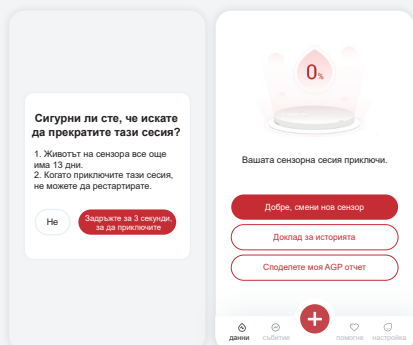 Сигурни ли сте, че искате
да прекратите тази сесия?
1. Животът на сензора все още
има 13 дни.
2. Когато приключите тази сесия,
не можете да рестартирате.
Не
Задръжте за 3 секунди,
за да приключите
0%
Вашата сензорна сесия приключи.
Добре, смени нов сензор
Доклад за историята
Споделете моя AGP отчет
данни
събитие
помогне
настройка